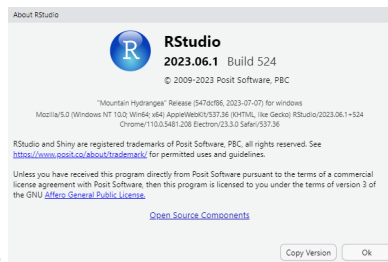 About RStudio
R
RStudio
2023.06.1 Build 524
© 2009-2023 Posit Software, PBC
"Mountain Hydrangea" Release (547dcf86, 2023-07-07) for windows
Mozilla/5.0 (Windows NT 10.0; Win64; x64) AppleWebKit/537.36 (KHTML, like Gecko) RStudio/2023.06.1+524
Chrome/110.0.5481.208 Electron/23.3.0 Safari/537.36
RStudio and Shiny are registered trademarks of Posit Software, PBC, all rights reserved. See
https://www.posit.co/about/trademark/ for permitted uses and guidelines.
Unless you have received this program directly from Posit Software pursuant to the terms of a commercial
license agreement with Posit Software, then this program is licensed to you under the terms of version 3 of
the GNU Affero General Public License.
Open Source Components
Copy Version
Ok